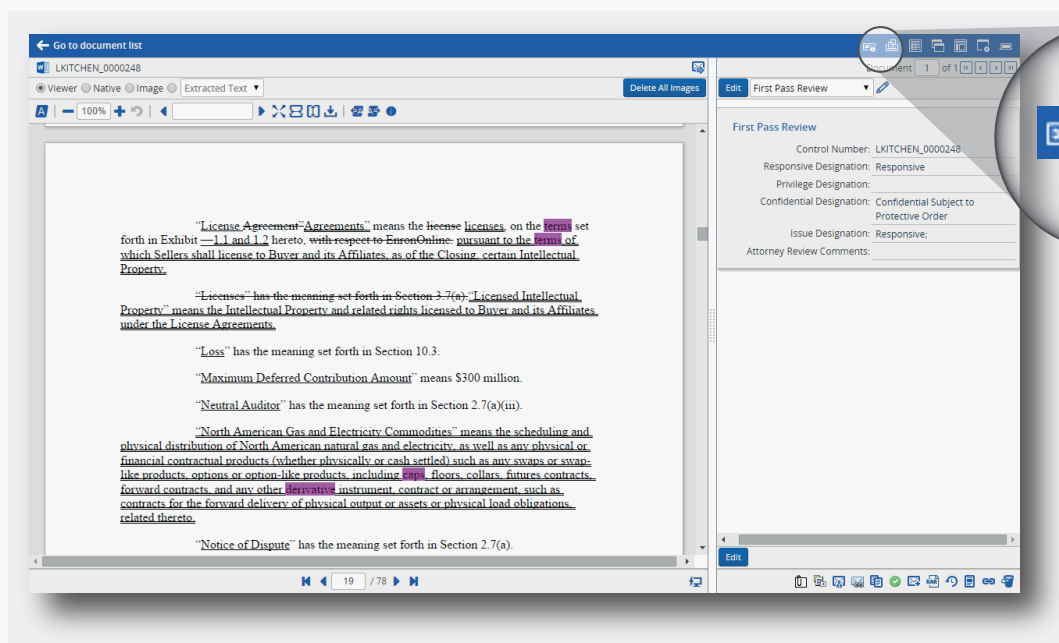 Go to document list
LKITCHEN_0000248
Document 1 of 1
Viewer Native Image Extracted Text
Delete All Images
Edit First Pass Review
A 100%
First Pass Review
Control Number: LKITCHEN_0000248
Responsive Designation: Responsive
Privilege Designation:
Confidential Designation: Confidential Subject to
Protective Order
Issue Designation: Responsive;
Attorney Review Comments:
“License Agreement”Agreements” means the license licenses, on the terms set
forth in Exhibit —1.1 and 1.2 hereto, with respect to EnronOnline. pursuant to the terms of
which Sellers shall license to Buyer and its Affiliates, as of the Closing, certain Intellectual
Property.
“Licenses” has the meaning set forth in Section 3.7(a).“Licensed Intellectual
Property” means the Intellectual Property and related rights licensed to Buyer and its Affiliates
under the License Agreements.
“Loss” has the meaning set forth in Section 10.3.
“Maximum Deferred Contribution Amount” means $300 million.
“Neutral Auditor” has the meaning set forth in Section 2.7(a)(iii).
“North American Gas and Electricity Commodities” means the scheduling and
physical distribution of North American natural gas and electricity, as well as any physical or
financial contractual products (whether physically or cash settled) such as any swaps or swap-
like products, options or option-like products, including caps, floors, collars, futures contracts,
forward contracts, and any other derivative instrument, contract or arrangement, such as
contracts for the forward delivery of physical output or assets or physical load obligations,
related thereto.
“Notice of Dispute” has the meaning set forth in Section 2.7(a).
Edit
19 / 78